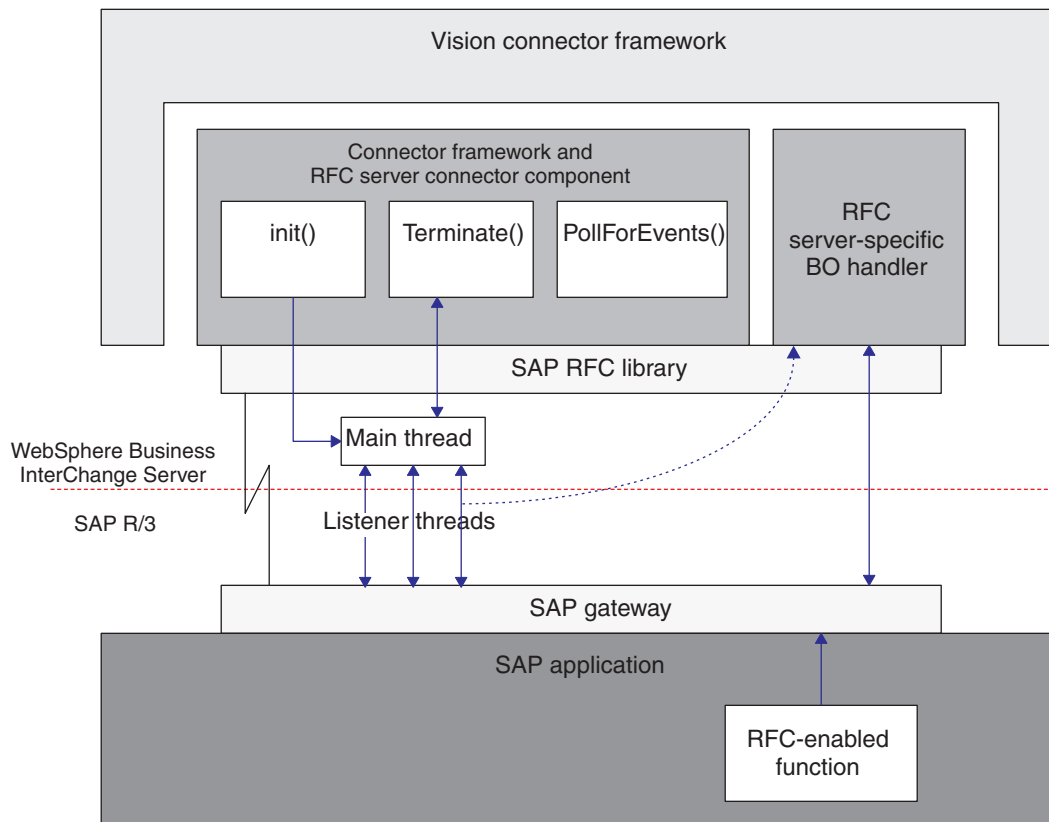 Vision connector framework
Connector framework and
RFC server connector component
init()
Terminate()
PollForEvents()
RFC
server-specific
BO handler
SAP RFC library
Main thread
WebSphere Business
InterChange Server
SAP R/3
Listener threads
SAP gateway
SAP application
RFC-enabled
function